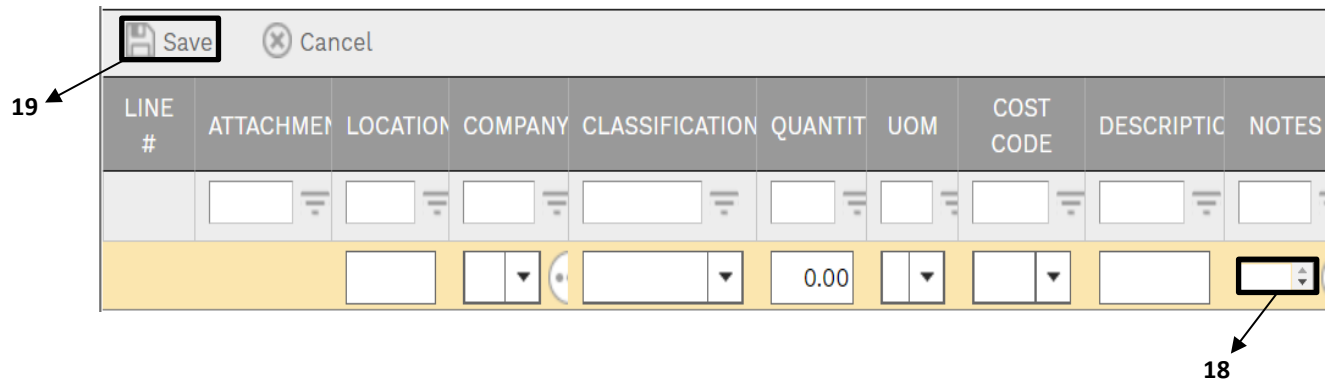 Save Cancel
19
LINE # ATTACHMEN LOCATION COMPANY CLASSIFICATION QUANTIT UOM COST CODE DESCRIPTIC NOTES
0.00
18